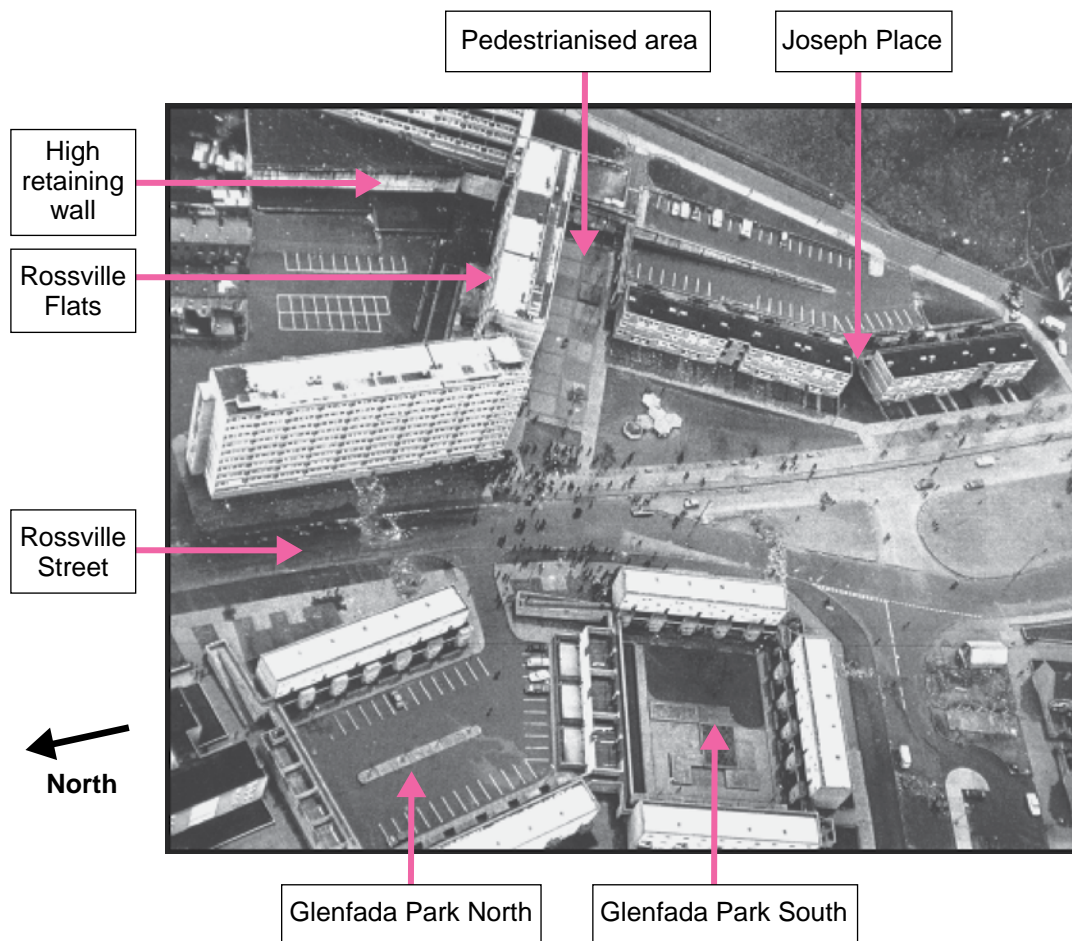 Pedestrianised area
Joseph Place
High
retaining
wall
Rossville
Flats
Rossville
Street
North
Glenfada Park North
Glenfada Park South